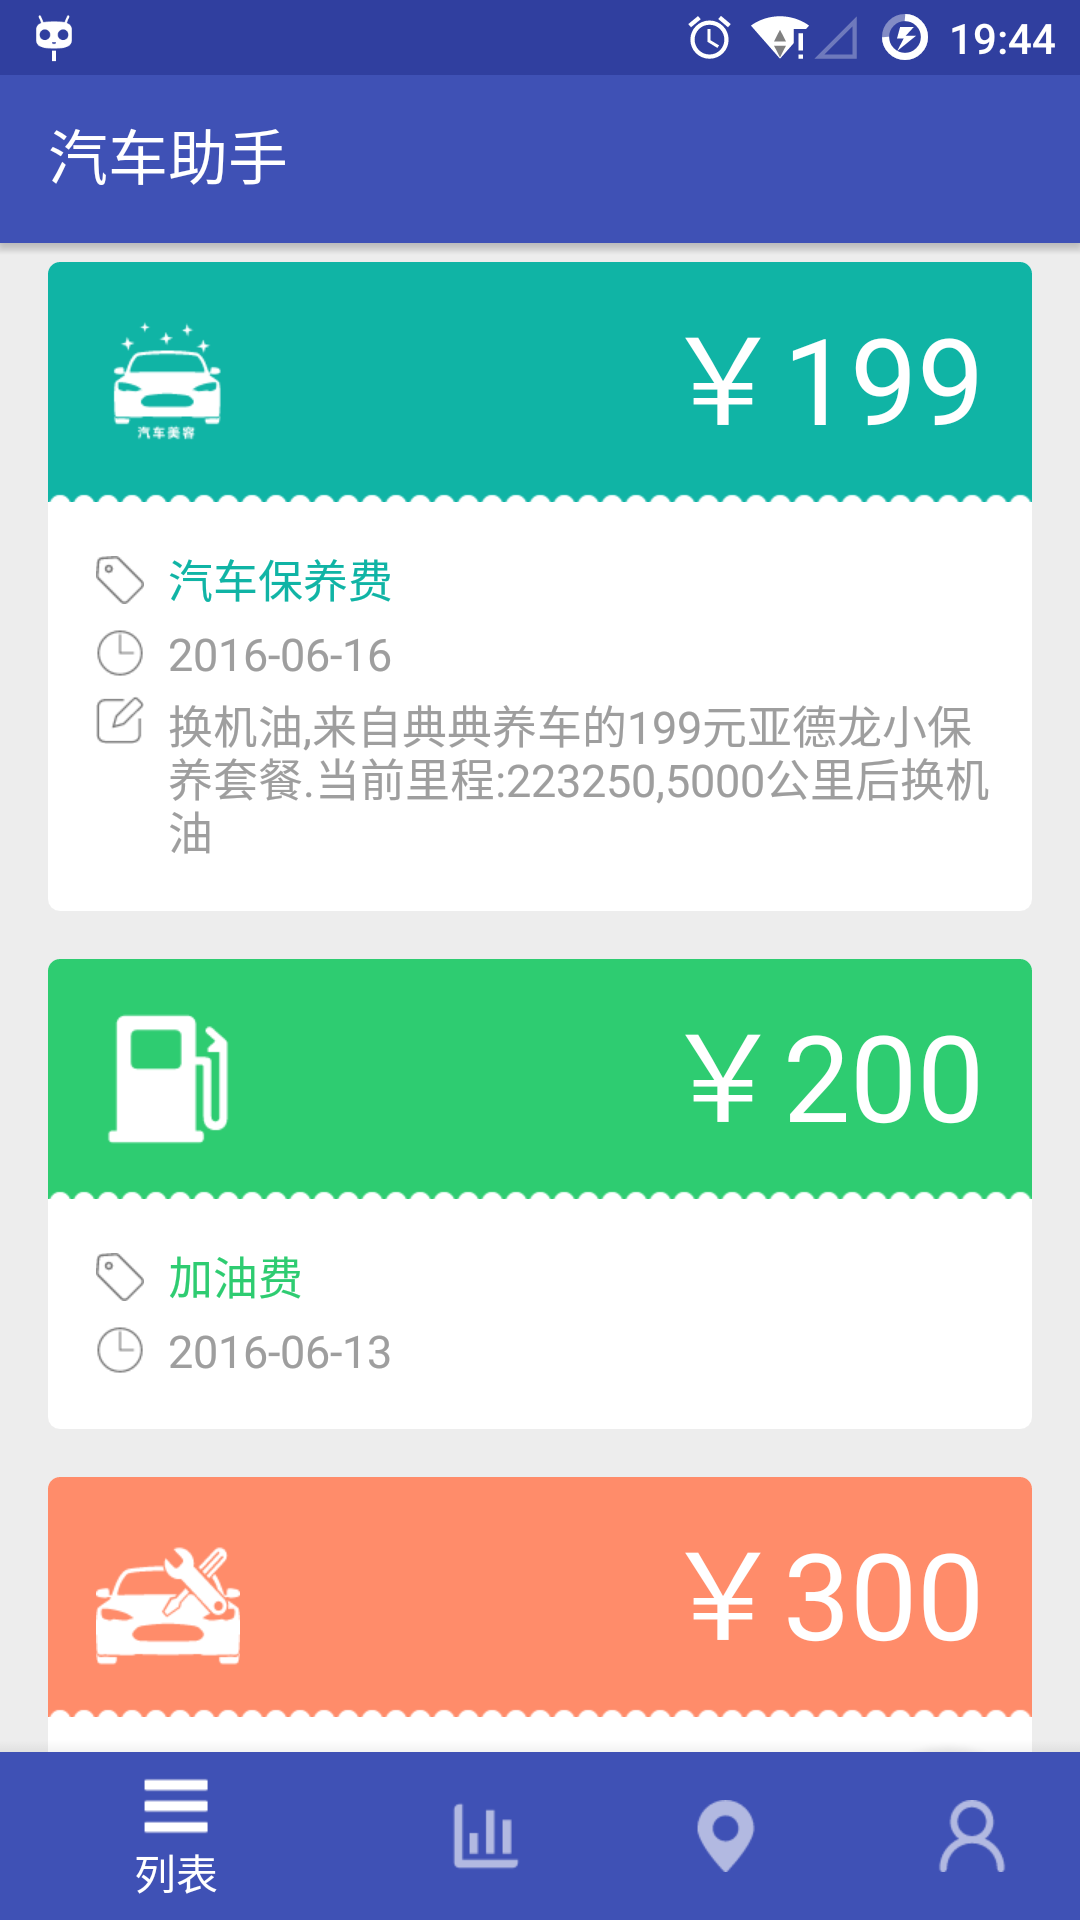 19:44
汽车助手
￥199
汽车美容
汽车保养费
2016-06-16
换机油,来自典典养车的199元亚德龙小保
养套餐.当前里程:223250,5000公里后换机
油
￥200
加油费
2016-06-13
￥300
列表